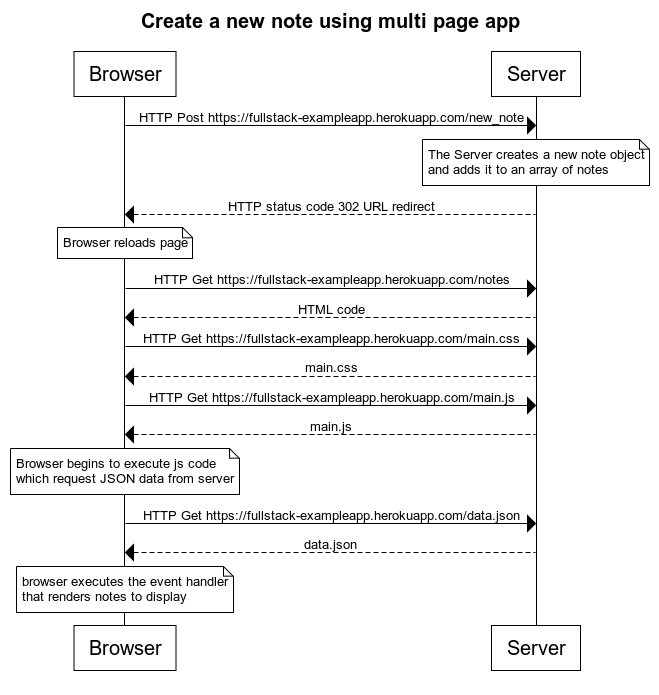 Create a new note using multi page app
Browser
Server
HTTP Post https://fullstack-exampleapp.herokuapp.com/new_note
The Server creates a new note object
and adds it to an array of notes
HTTP status code 302 URL redirect
Browser reloads page
HTTP Get https://fullstack-exampleapp.herokuapp.com/notes
HTML code
HTTP Get https://fullstack-exampleapp.herokuapp.com/main.css
main.css
HTTP Get https://fullstack-exampleapp.herokuapp.com/main.js
main.js
Browser begins to execute js code
which request JSON data from server
HTTP Get https://fullstack-exampleapp.herokuapp.com/data.json
data.json
browser executes the event handler
that renders notes to display
Browser
Server